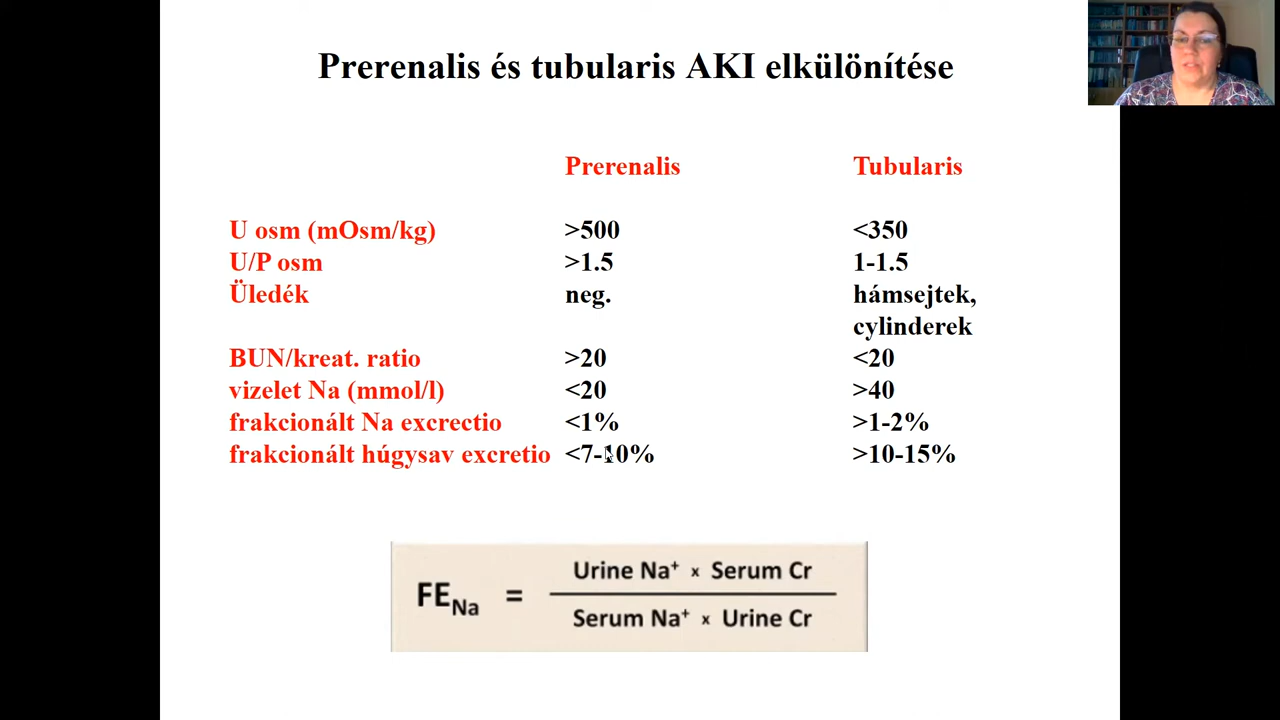 Prerenalis és tubularis AKI elkülönítése
Prerenalis Tubularis
U osm (mOsm/kg) >500 <350
U/P osm >1.5 1-1.5
Üledék neg. hámsejtek,
cylinderek
BUN/kreat. ratio >20 <20
vizelet Na (mmol/l) <20 >40
frakcionált Na excrectio <1% >1-2%
frakcionált húgysav excretio <7-10% >10-15%
Urine Na⁺ x Serum Cr
FE_Na =
Serum Na⁺ x Urine Cr